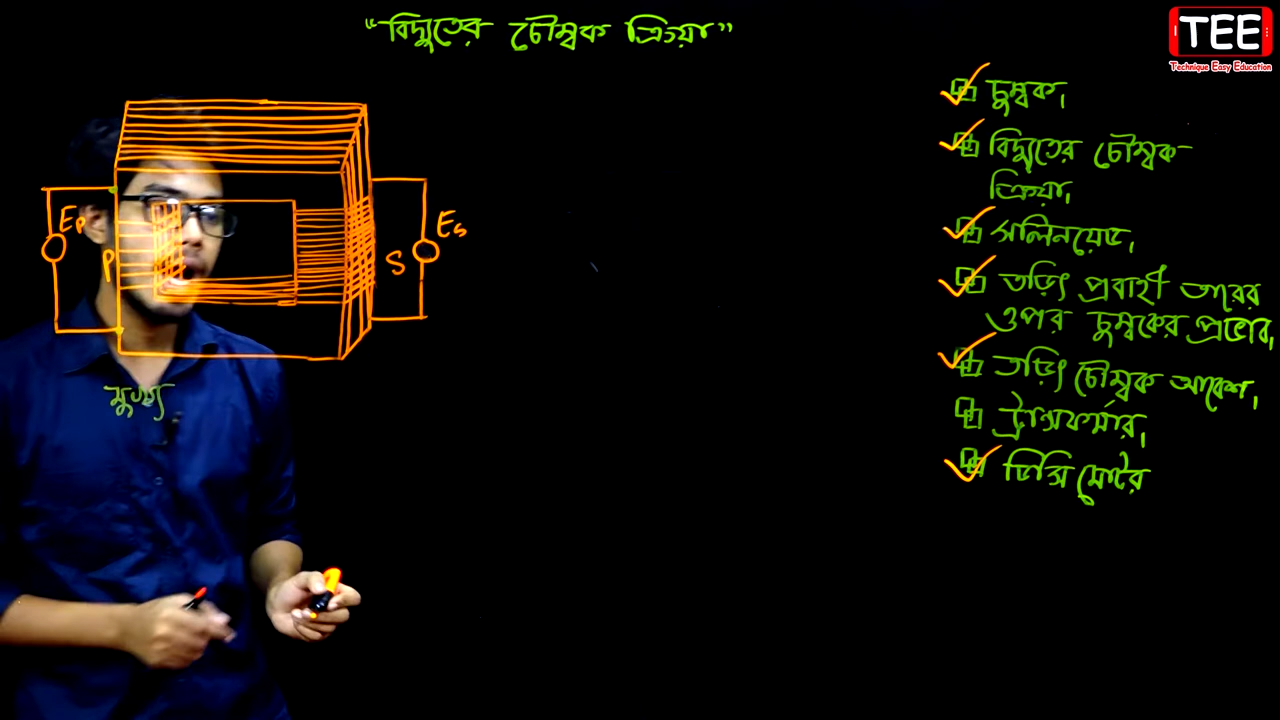 “বিদ্যুতের চৌম্বক ক্রিয়া”
TEE
Technique Easy Education
চুম্বক।
বিদ্যুতের চৌম্বক
ক্রিয়া।
সলিনয়েড।
তড়িৎ প্রবাহী তারের
ওপর চুম্বকের প্রভাব।
তড়িৎ চৌম্বক আবেশ।
ট্রান্সফর্মার।
ডিসি মোটর
Ep
P
S
Es
মুখ্য